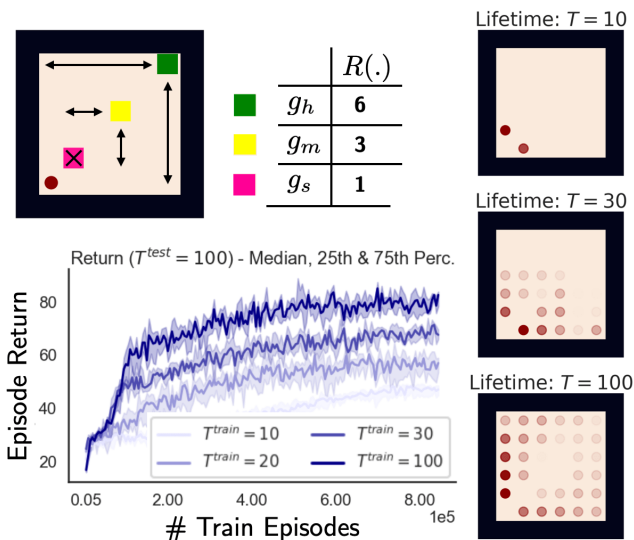 R(.)
g_h 6
g_m 3
g_s 1
Return (T^test = 100) - Median, 25th & 75th Perc.
Episode Return
80
60
40
20
T^train = 10
T^train = 30
T^train = 20
T^train = 100
0.05 2.00 4.00 6.00 8.00
1e5
# Train Episodes
Lifetime: T = 10
Lifetime: T = 30
Lifetime: T = 100